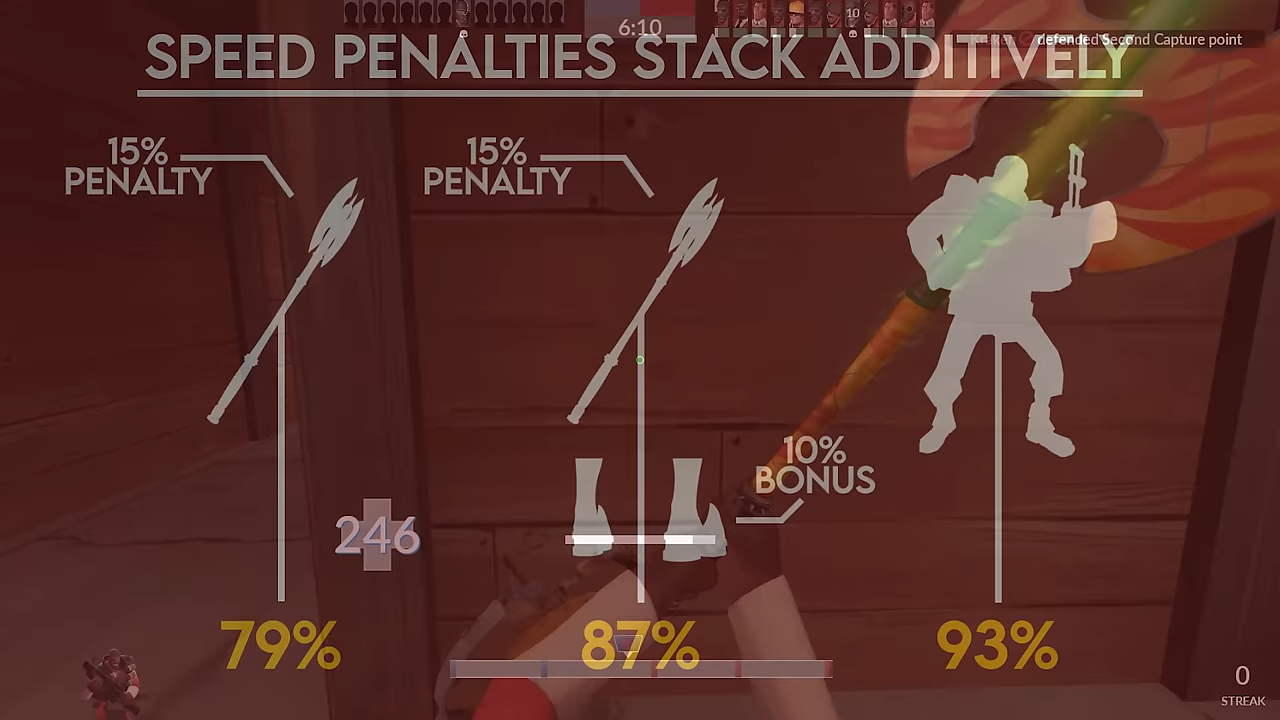 6:10
10
defended Second Capture point
SPEED PENALTIES STACK ADDITIVELY
15%
PENALTY
15%
PENALTY
10%
BONUS
246
79%
87%
93%
0
STREAK